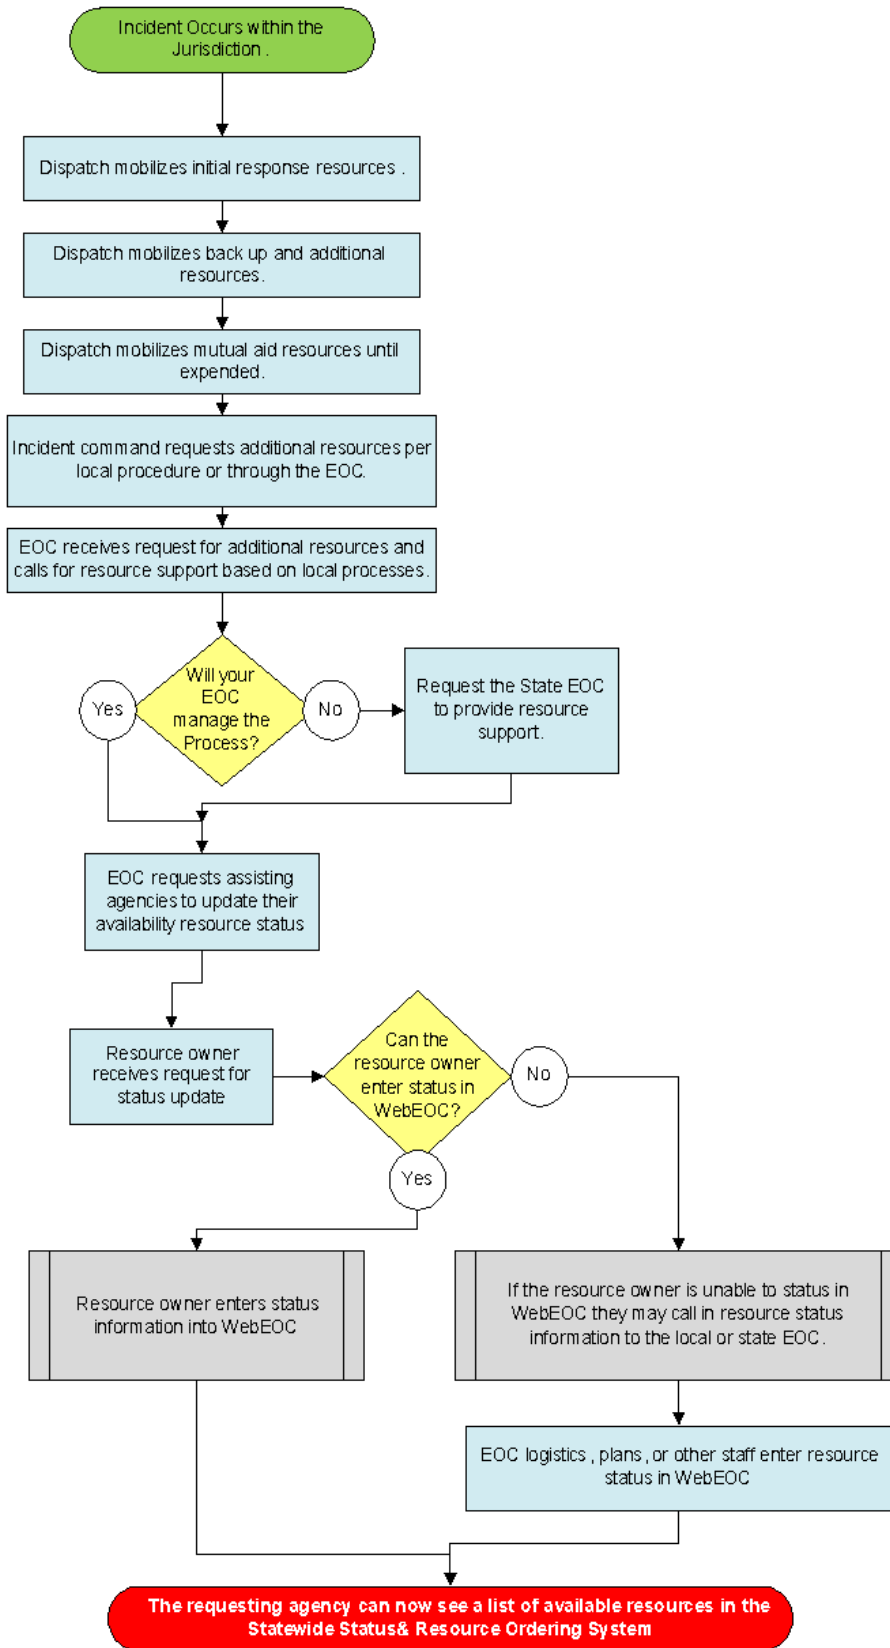 Incident Occurs within the
Jurisdiction .
Dispatch mobilizes initial response resources .
Dispatch mobilizes back up and additional
resources.
Dispatch mobilizes mutual aid resources until
expended.
Incident command requests additional resources per
local procedure or through the EOC.
EOC receives request for additional resources and
calls for resource support based on local processes.
Will your
EOC
manage the
Process?
Yes
No
Request the State EOC
to provide resource
support.
EOC requests assisting
agencies to update their
availability resource status
Resource owner
receives request for
status update
Can the
resource owner
enter status in
WebEOC?
No
Yes
Resource owner enters status
information into WebEOC
If the resource owner is unable to status in
WebEOC they may call in resource status
information to the local or state EOC.
EOC logistics , plans, or other staff enter resource
status in WebEOC
The requesting agency can now see a list of available resources in the
Statewide Status& Resource Ordering System